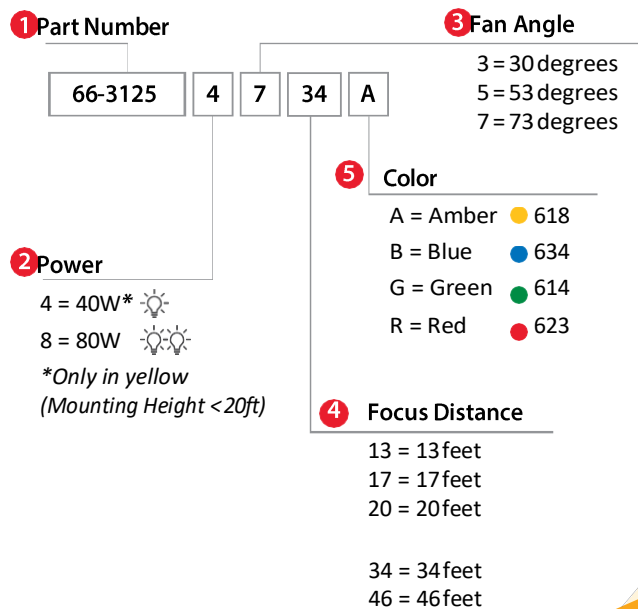 1 Part Number
3 Fan Angle
3 = 30 degrees
5 = 53 degrees
7 = 73 degrees
66-3125 4 7 34 A
5 Color
A = Amber 618
B = Blue 634
G = Green 614
R = Red 623
2 Power
4 = 40W*
8 = 80W
*Only in yellow
(Mounting Height <20ft)
4 Focus Distance
13 = 13 feet
17 = 17 feet
20 = 20 feet
34 = 34 feet
46 = 46 feet